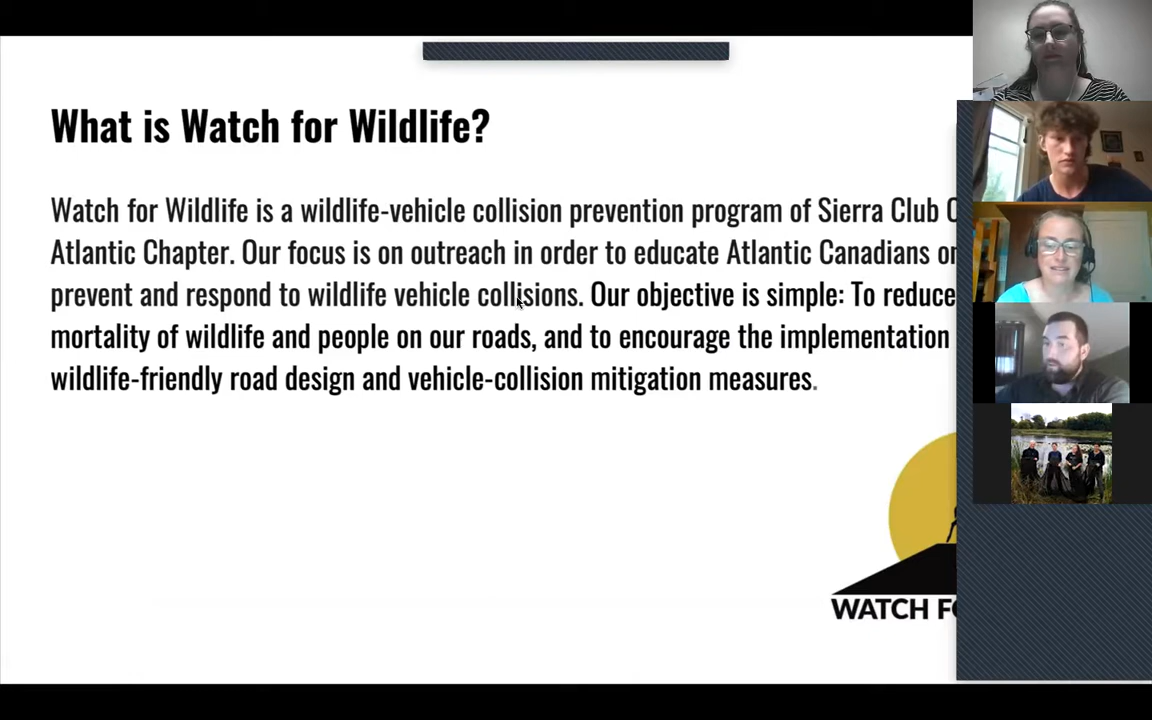 What is Watch for Wildlife?
Watch for Wildlife is a wildlife-vehicle collision prevention program of Sierra Club
Atlantic Chapter. Our focus is on outreach in order to educate Atlantic Canadians
prevent and respond to wildlife vehicle collisions. Our objective is simple: To reduce
mortality of wildlife and people on our roads, and to encourage the implementation
wildlife-friendly road design and vehicle-collision mitigation measures.
WATCH